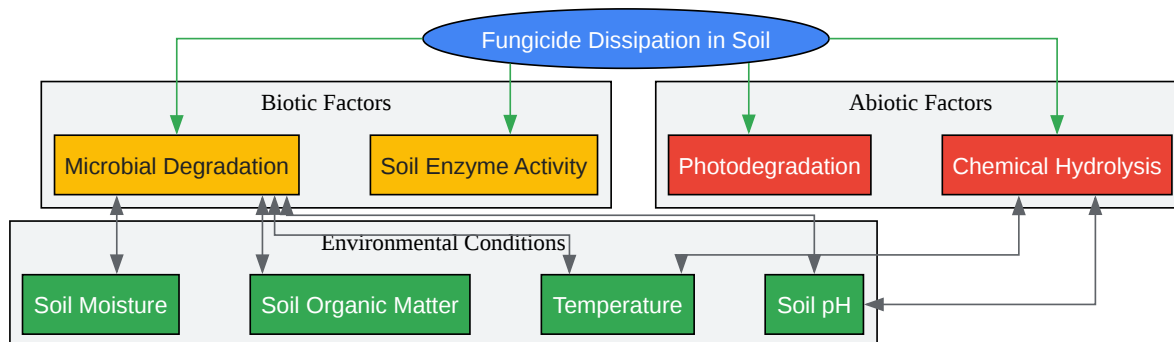 Fungicide Dissipation in Soil
Biotic Factors
Abiotic Factors
Microbial Degradation
Soil Enzyme Activity
Photodegradation
Chemical Hydrolysis
Environmental Conditions
Soil Moisture
Soil Organic Matter
Temperature
Soil pH